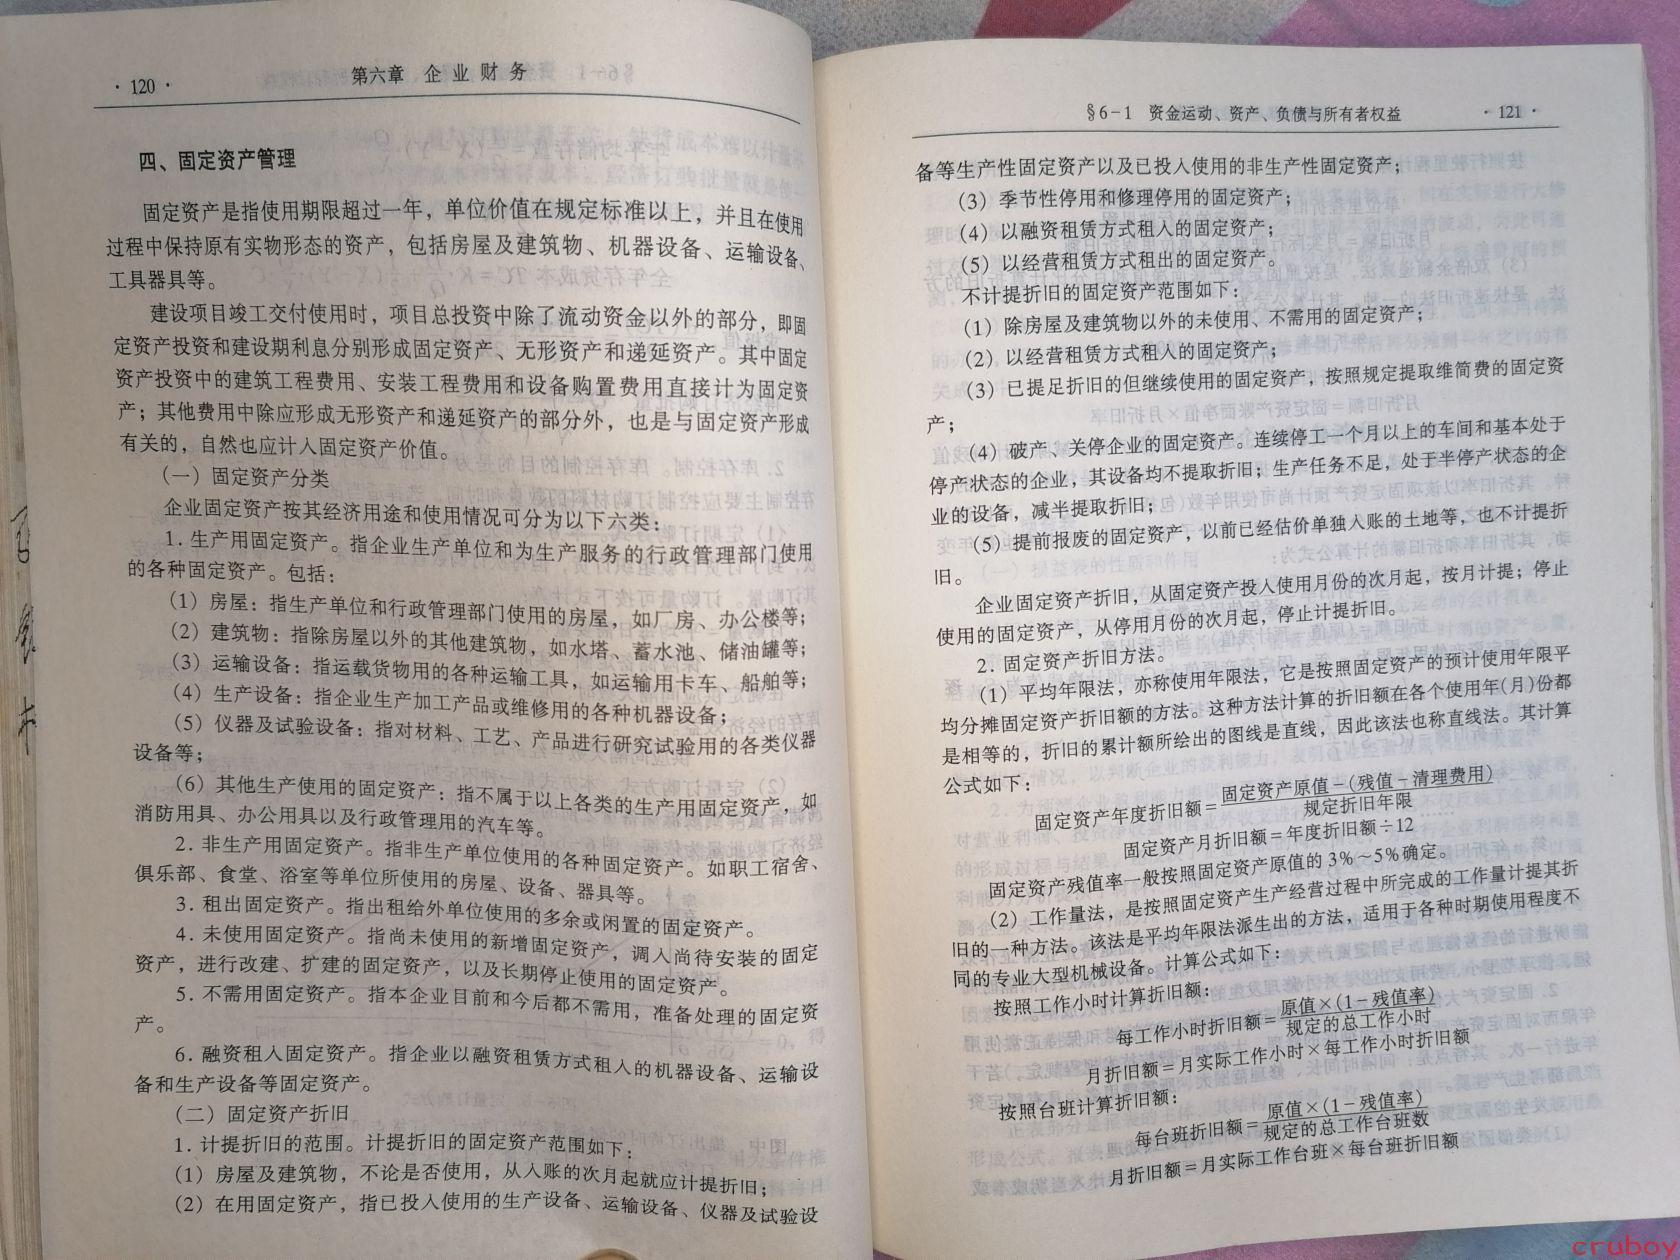 · 120 ·
第六章 企业财务
四、固定资产管理
固定资产是指使用期限超过一年，单位价值在规定标准以上，并且在使用
过程中保持原有实物形态的资产，包括房屋及建筑物、机器设备、运输设备、
工具器具等。
建设项目竣工交付使用时，项目总投资中除了流动资金以外的部分，即固
定资产投资和建设期利息分别形成固定资产、无形资产和递延资产。其中固定
资产投资中的建筑工程费用、安装工程费用和设备购置费用直接计为固定资
产；其他费用中除应形成无形资产和递延资产的部分外，也是与固定资产形成
有关的，自然也应计入固定资产价值。
（一）固定资产分类
企业固定资产按其经济用途和使用情况可分为以下六类：
1. 生产用固定资产。指企业生产单位和为生产服务的行政管理部门使用
的各种固定资产。包括：
（1）房屋：指生产单位和行政管理部门使用的房屋，如厂房、办公楼等；
（2）建筑物：指除房屋以外的其他建筑物，如水塔、蓄水池、储油罐等；
（3）运输设备：指运载货物用的各种运输工具，如运输用卡车、船舶等；
（4）生产设备：指企业生产加工产品或维修用的各种机器设备；
（5）仪器及试验设备：指对材料、工艺、产品进行研究试验用的各类仪器
设备等；
（6）其他生产使用的固定资产：指不属于以上各类的生产用固定资产，如
消防用具、办公用具以及行政管理用的汽车等。
2. 非生产用固定资产。指非生产单位使用的各种固定资产。如职工宿舍、
俱乐部、食堂、浴室等单位所使用的房屋、设备、器具等。
3. 租出固定资产。指出租给外单位使用的多余或闲置的固定资产。
4. 未使用固定资产。指尚未使用的新增固定资产，调入尚待安装的固定
资产，进行改建、扩建的固定资产，以及长期停止使用的固定资产。
5. 不需用固定资产。指本企业目前和今后都不需用，准备处理的固定资
产。
6. 融资租入固定资产。指企业以融资租赁方式租入的机器设备、运输设
备和生产设备等固定资产。
（二）固定资产折旧
1. 计提折旧的范围。计提折旧的固定资产范围如下：
（1）房屋及建筑物，不论是否使用，从入账的次月起就应计提折旧；
（2）在用固定资产，指已投入使用的生产设备、运输设备、仪器及试验设
§6-1 资金运动、资产、负债与所有者权益
· 121 ·
备等生产性固定资产以及已投入使用的非生产性固定资产；
（3）季节性停用和修理停用的固定资产；
（4）以融资租赁方式租入的固定资产；
（5）以经营租赁方式租出的固定资产。
不计提折旧的固定资产范围如下：
（1）除房屋及建筑物以外的未使用、不需用的固定资产；
（2）以经营租赁方式租入的固定资产；
（3）已提足折旧的但继续使用的固定资产，按照规定提取维简费的固定资
产；
（4）破产、关停企业的固定资产。连续停工一个月以上的车间和基本处于
停产状态的企业，其设备均不提取折旧；生产任务不足，处于半停产状态的企
业的设备，减半提取折旧；
（5）提前报废的固定资产，以前已经估价单独入账的土地等，也不计提折
旧。
企业固定资产折旧，从固定资产投入使用月份的次月起，按月计提；停止
使用的固定资产，从停用月份的次月起，停止计提折旧。
2. 固定资产折旧方法。
（1）平均年限法，亦称使用年限法，它是按照固定资产的预计使用年限平
均分摊固定资产折旧额的方法。这种方法计算的折旧额在各个使用年(月)份都
是相等的，折旧的累计额所绘出的图线是直线，因此该法也称直线法。其计算
公式如下：
固定资产年度折旧额＝固定资产原值－(残值－清理费用)
规定折旧年限
固定资产月折旧额＝年度折旧额÷12
固定资产残值率一般按照固定资产原值的 3%～5%确定。
（2）工作量法，是按照固定资产生产经营过程中所完成的工作量计提其折
旧的一种方法。该法是平均年限法派生出的方法，适用于各种时期使用程度不
同的专业大型机械设备。计算公式如下：
按照工作小时计算折旧额：
每工作小时折旧额＝原值×(1－残值率)
规定的总工作小时
月折旧额＝月实际工作小时×每工作小时折旧额
按照台班计算折旧额：
每台班折旧额＝原值×(1－残值率)
规定的总工作台班数
月折旧额＝月实际工作台班×每台班折旧额
cruboy